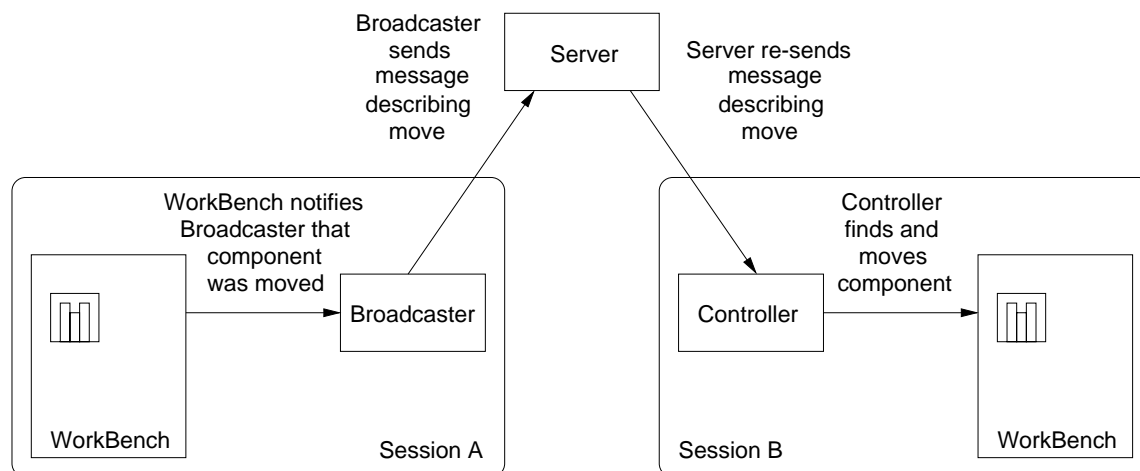 Broadcaster
sends
message
describing
move
Server
Server re-sends
message
describing
move
WorkBench notifies
Broadcaster that
component
was moved
Broadcaster
WorkBench
Session A
Controller
finds and
moves
component
Controller
Session B
WorkBench